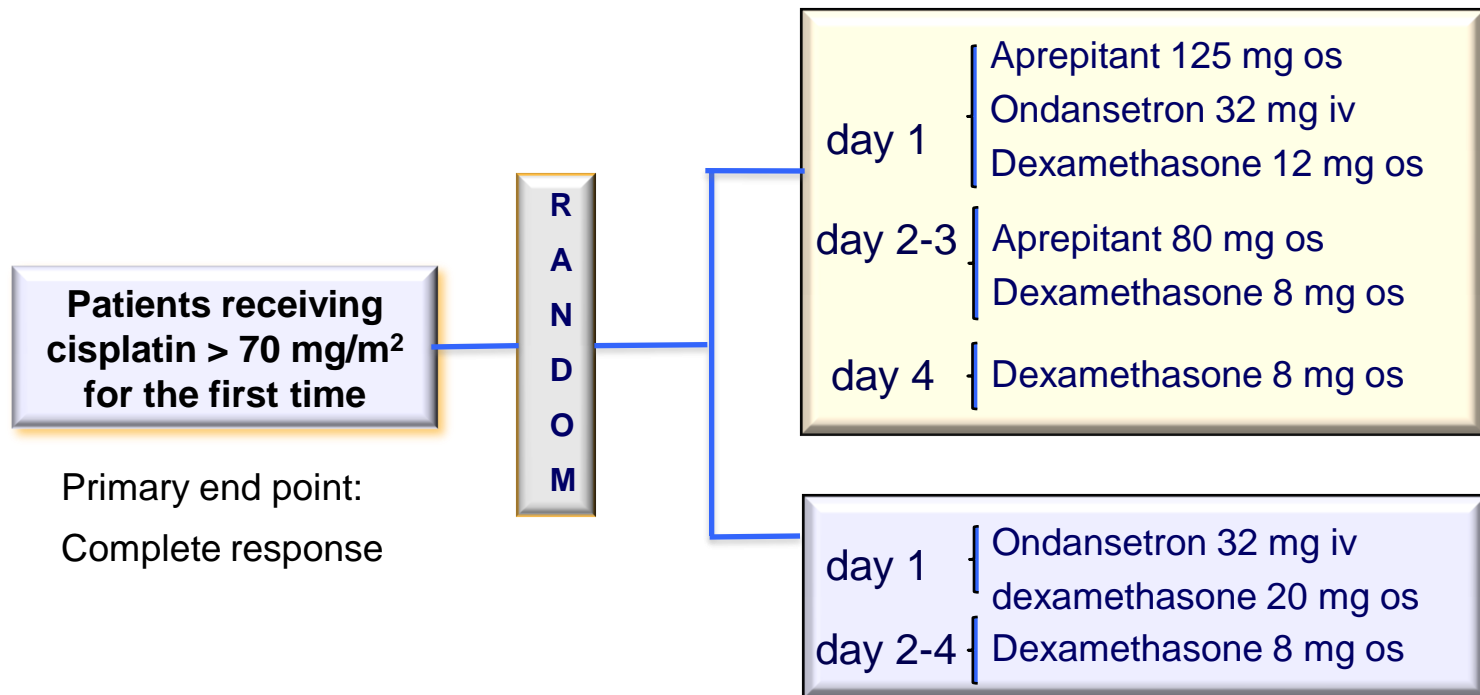 Patients receiving
cisplatin > 70 mg/m²
for the first time
Primary end point:
Complete response
R
A
N
D
O
M
day 1
Aprepitant 125 mg os
Ondansetron 32 mg iv
Dexamethasone 12 mg os
day 2-3
Aprepitant 80 mg os
Dexamethasone 8 mg os
day 4
Dexamethasone 8 mg os
day 1
Ondansetron 32 mg iv
dexamethasone 20 mg os
day 2-4
Dexamethasone 8 mg os